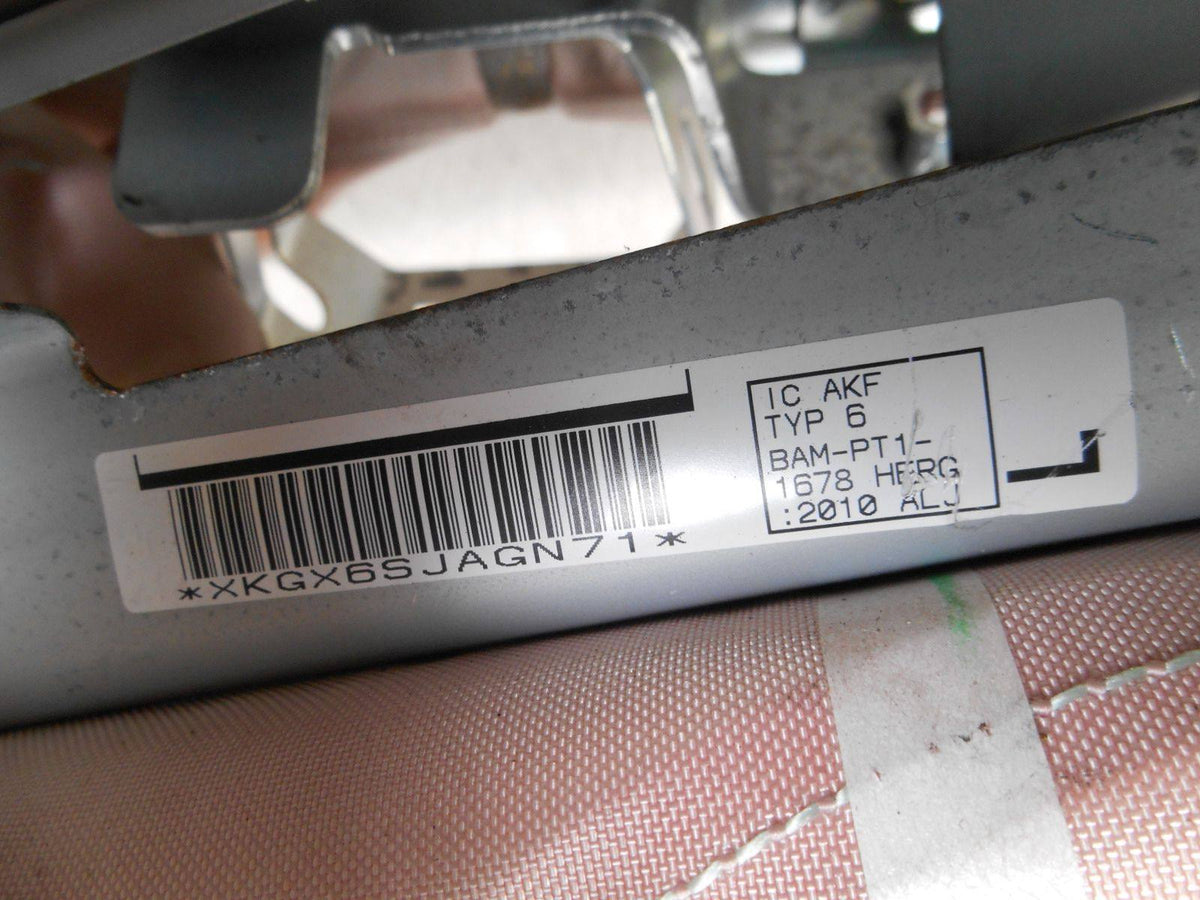 *XKGX6SJAGN71*
IC AKF
TYP 6
BAM-PT1-
1678 HERG
:2010 ALJ